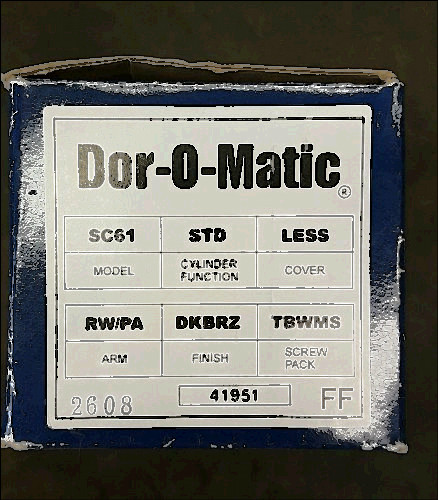 Dor-O-Matic®
SC61 STD LESS
MODEL CYLINDER FUNCTION COVER
RW/PA DKBRZ TBWMS
ARM FINISH SCREW PACK
2608 41951 FF